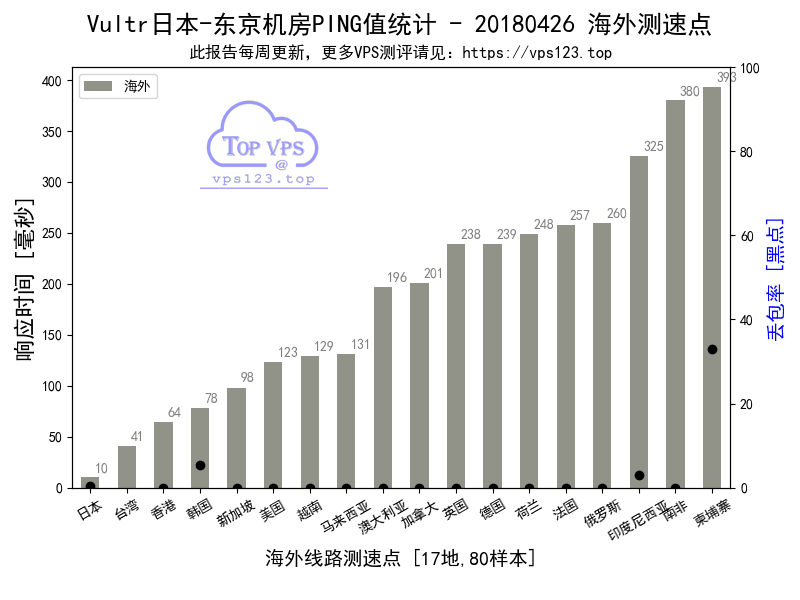 Vultr日本-东京机房PING值统计 - 20180426 海外测速点
此报告每周更新，更多VPS测评请见：https://vps123.top
海外
TOP VPS
@
vps123.top
响应时间 [毫秒]
400
350
300
250
200
150
100
50
0
10
41
64
78
98
123
129
131
196
201
238
239
248
257
260
325
380
393
100
80
60
40
20
0
丢包率 [黑点]
日本
台湾
香港
韩国
新加坡
美国
越南
马来西亚
澳大利亚
加拿大
英国
德国
荷兰
法国
俄罗斯
印度尼西亚
南非
柬埔寨
海外线路测速点 [17地,80样本]